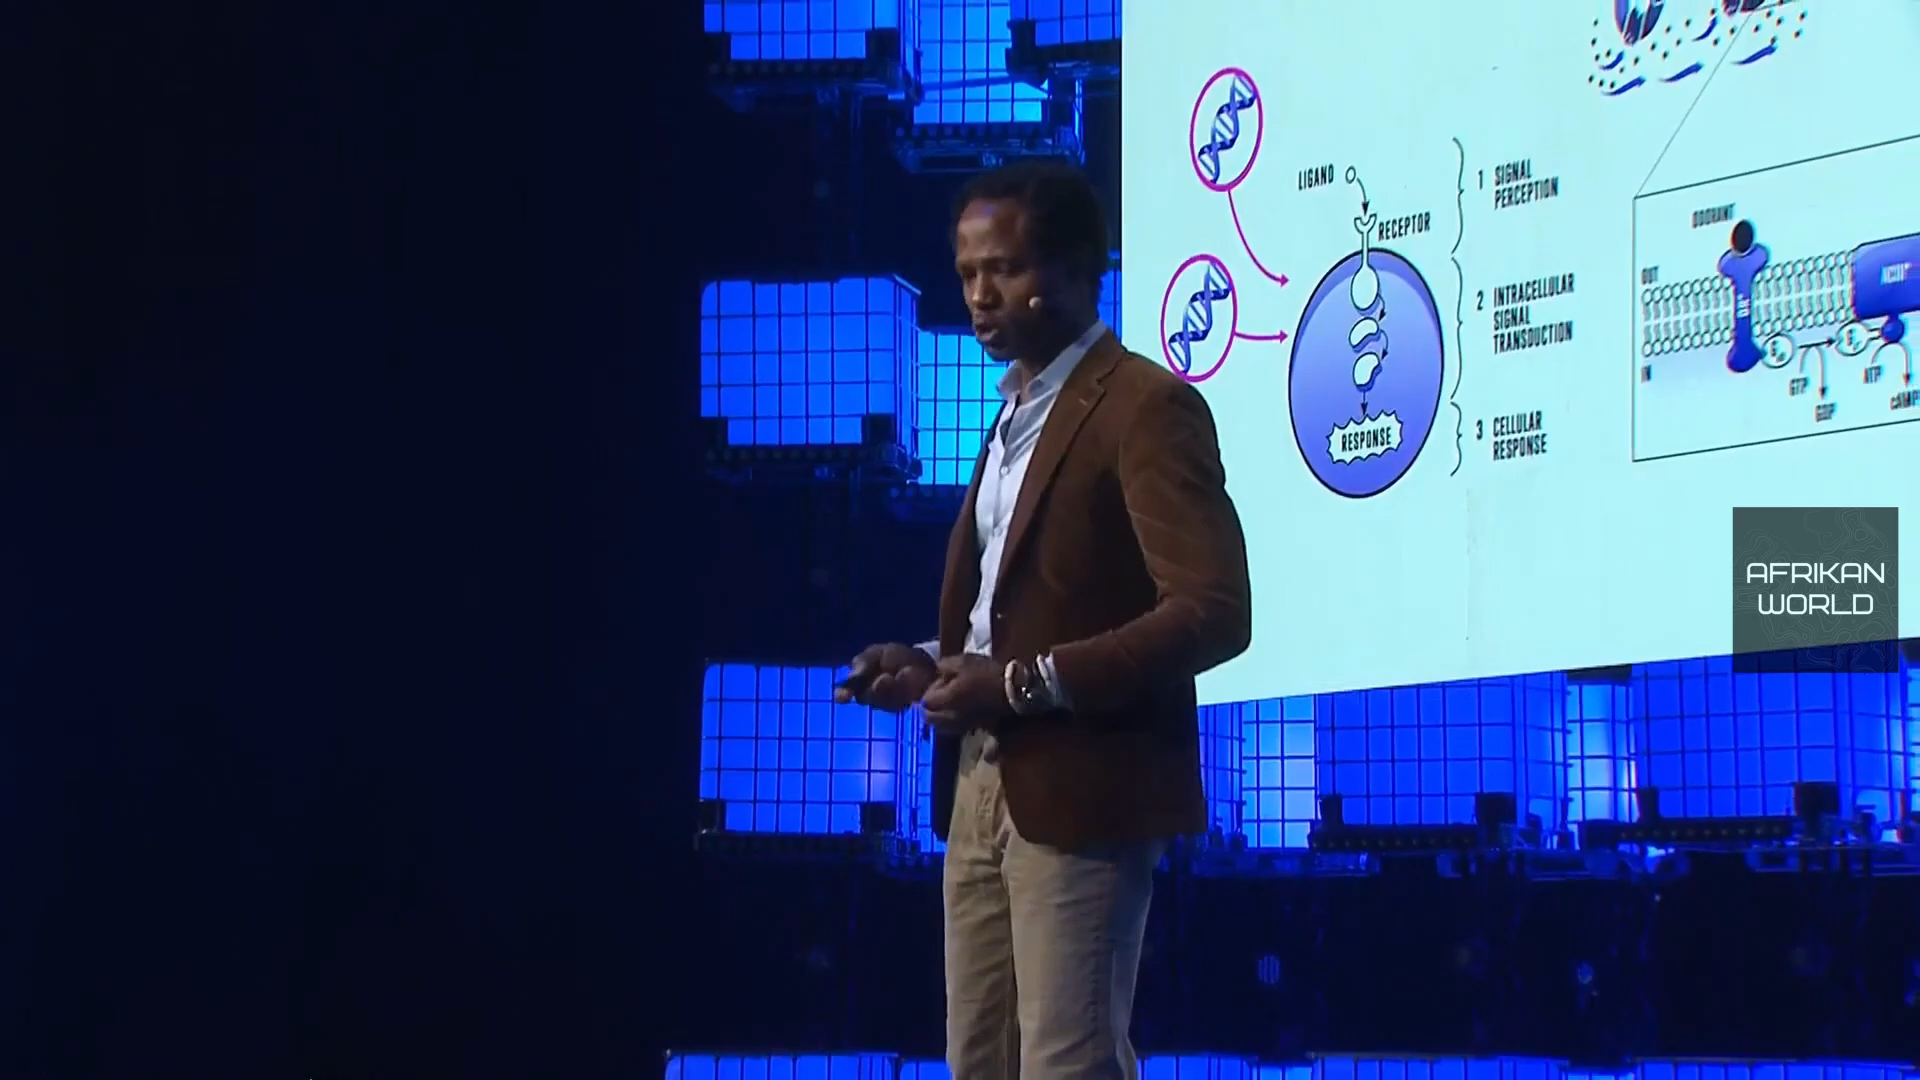 LIGAND
RECEPTOR
RESPONSE
1 SIGNAL
PERCEPTION
2 INTRACELLULAR
SIGNAL
TRANSDUCTION
3 CELLULAR
RESPONSE
ODORANT
OUT
IN
GTP
GDP
ATP
cAMP
AFRIKAN
WORLD